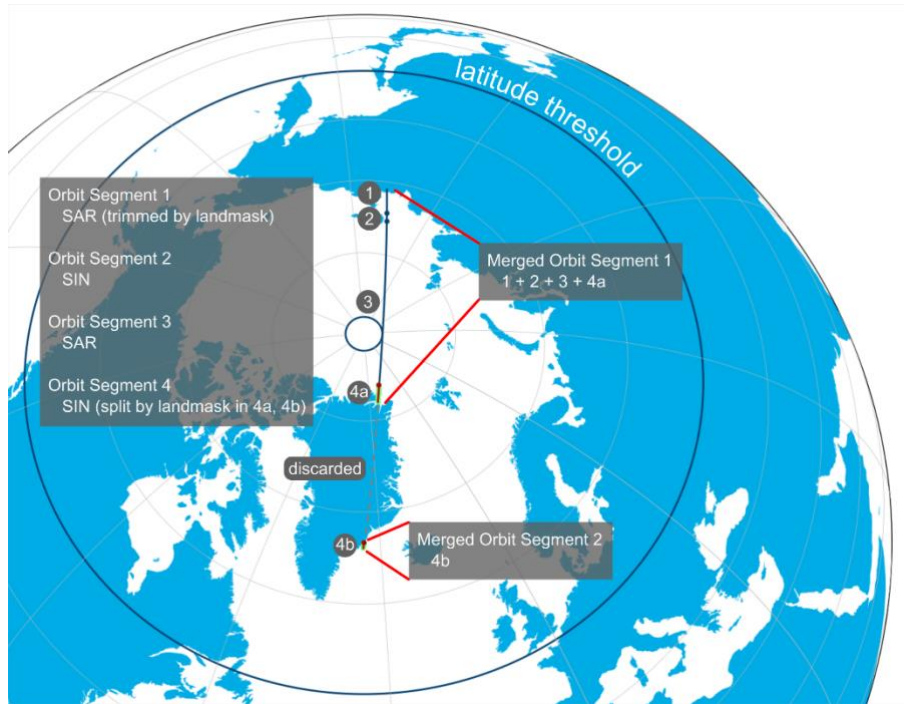 latitude threshold
Orbit Segment 1
SAR (trimmed by landmask)
Orbit Segment 2
SIN
Orbit Segment 3
SAR
Orbit Segment 4
SIN (split by landmask in 4a, 4b)
1
2
3
4a
discarded
4b
Merged Orbit Segment 1
1 + 2 + 3 + 4a
Merged Orbit Segment 2
4b